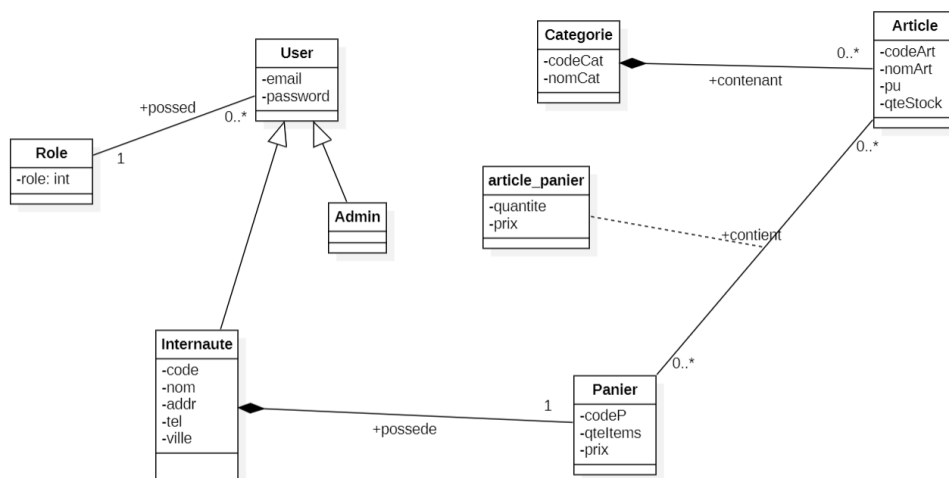 User
-email
-password
+possed
0..*
1
Role
-role: int
Admin
Categorie
-codeCat
-nomCat
0..*
+contenant
Article
-codeArt
-nomArt
-pu
-qteStock
0..*
article_panier
-quantite
-prix
+contient
0..*
Internaute
-code
-nom
-addr
-tel
-ville
+possede
1
Panier
-codeP
-qteItems
-prix